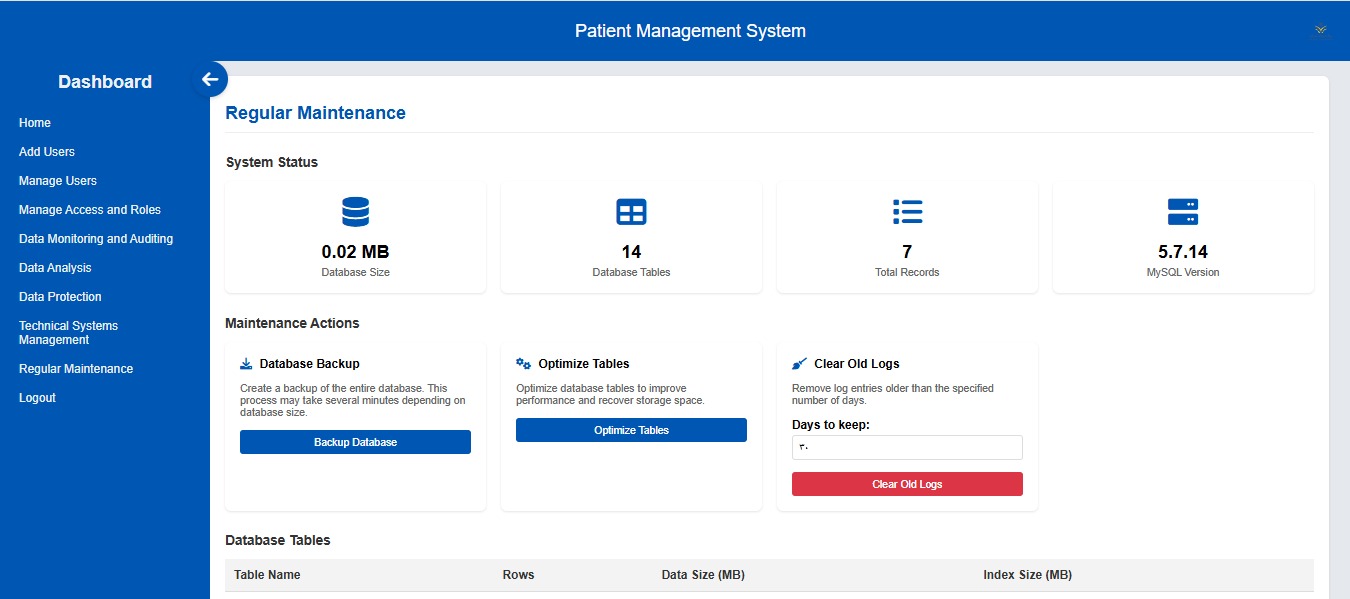 Patient Management System
Dashboard
Home
Add Users
Manage Users
Manage Access and Roles
Data Monitoring and Auditing
Data Analysis
Data Protection
Technical Systems
Management
Regular Maintenance
Logout
Regular Maintenance
System Status
0.02 MB
Database Size
14
Database Tables
7
Total Records
5.7.14
MySQL Version
Maintenance Actions
Database Backup
Create a backup of the entire database. This
process may take several minutes depending on
database size.
Backup Database
Optimize Tables
Optimize database tables to improve
performance and recover storage space.
Optimize Tables
Clear Old Logs
Remove log entries older than the specified
number of days.
Days to keep:
٣٠
Clear Old Logs
Database Tables
Table Name Rows Data Size (MB) Index Size (MB)